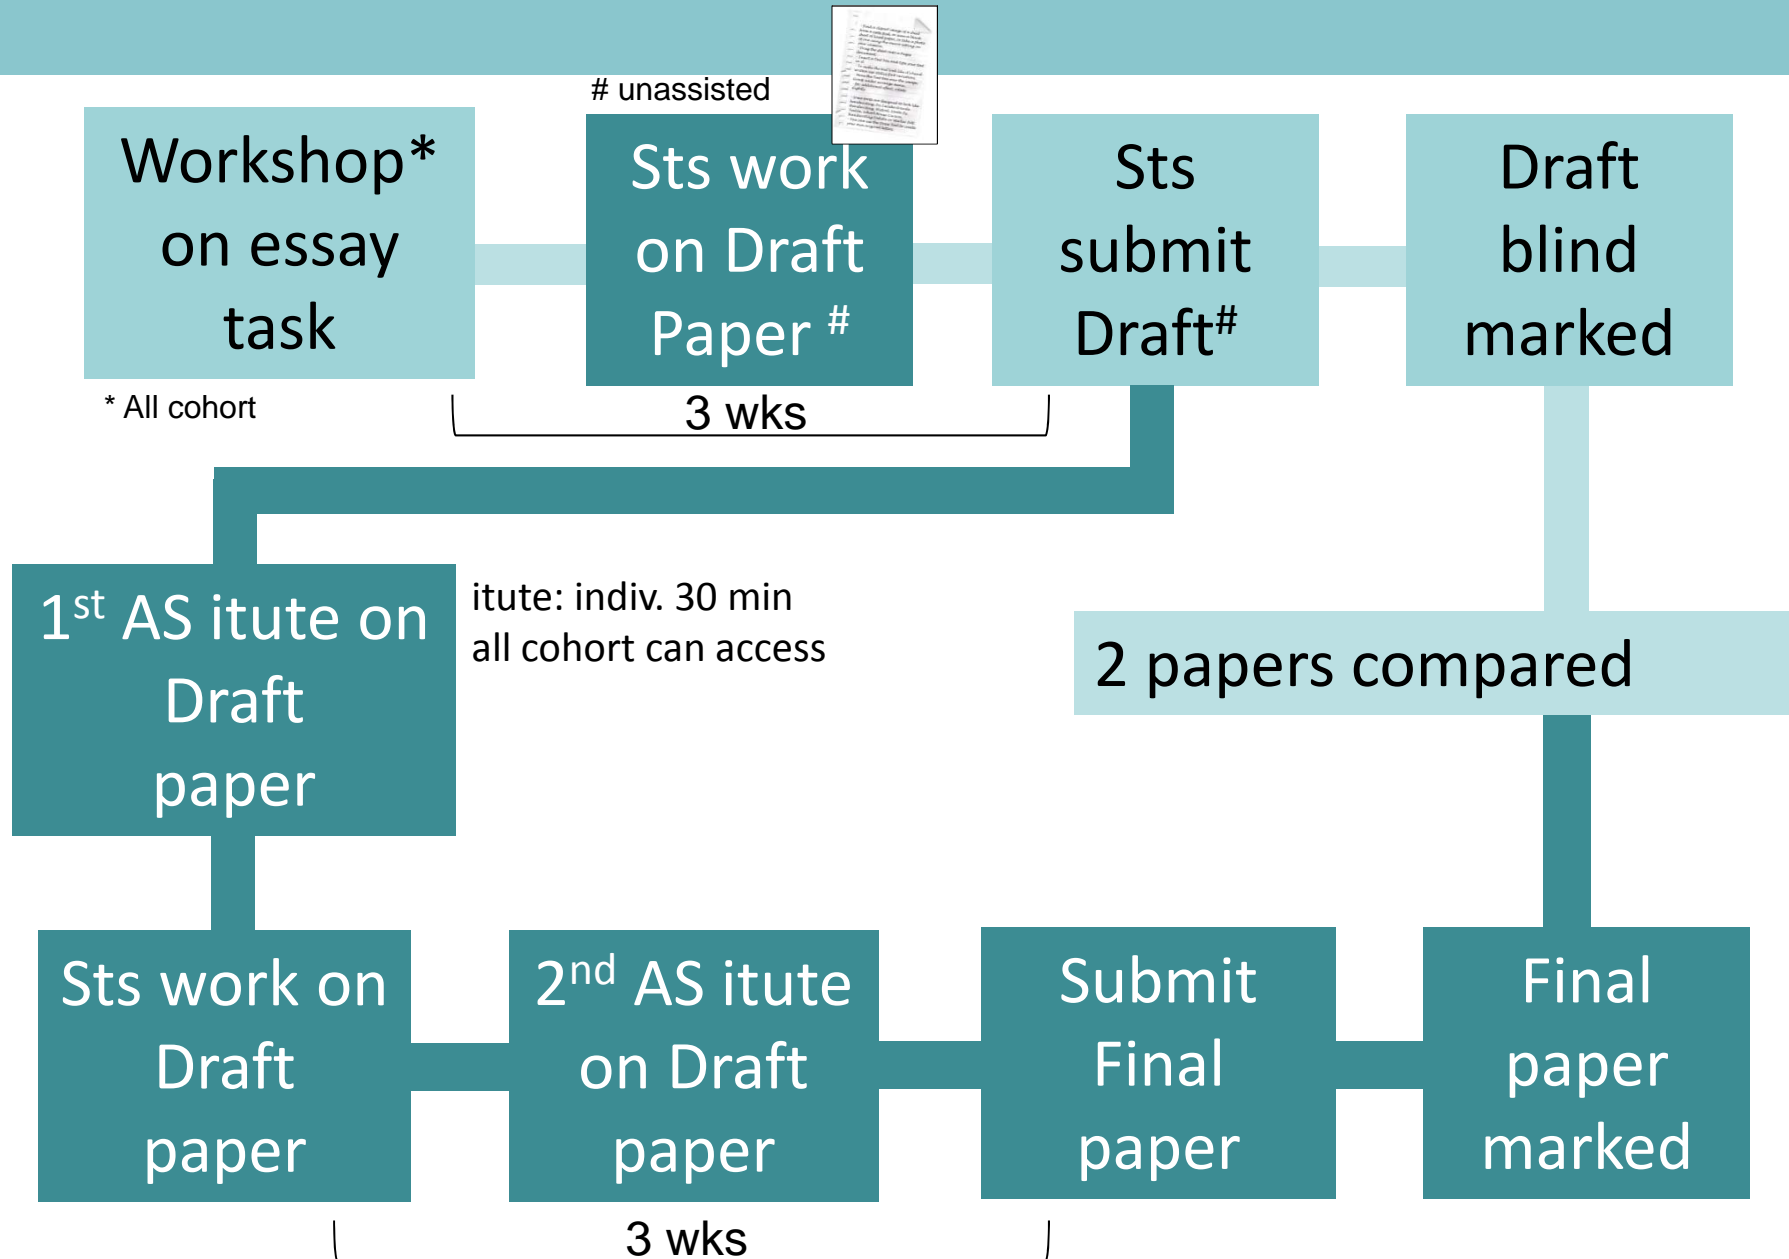 # unassisted
Workshop*
on essay
task
* All cohort
Sts work
on Draft
Paper #
Sts
submit
Draft#
Draft
blind
marked
3 wks
1st AS itute on
Draft
paper
itute: indiv. 30 min
all cohort can access
2 papers compared
Sts work on
Draft
paper
2nd AS itute
on Draft
paper
Submit
Final
paper
Final
paper
marked
3 wks